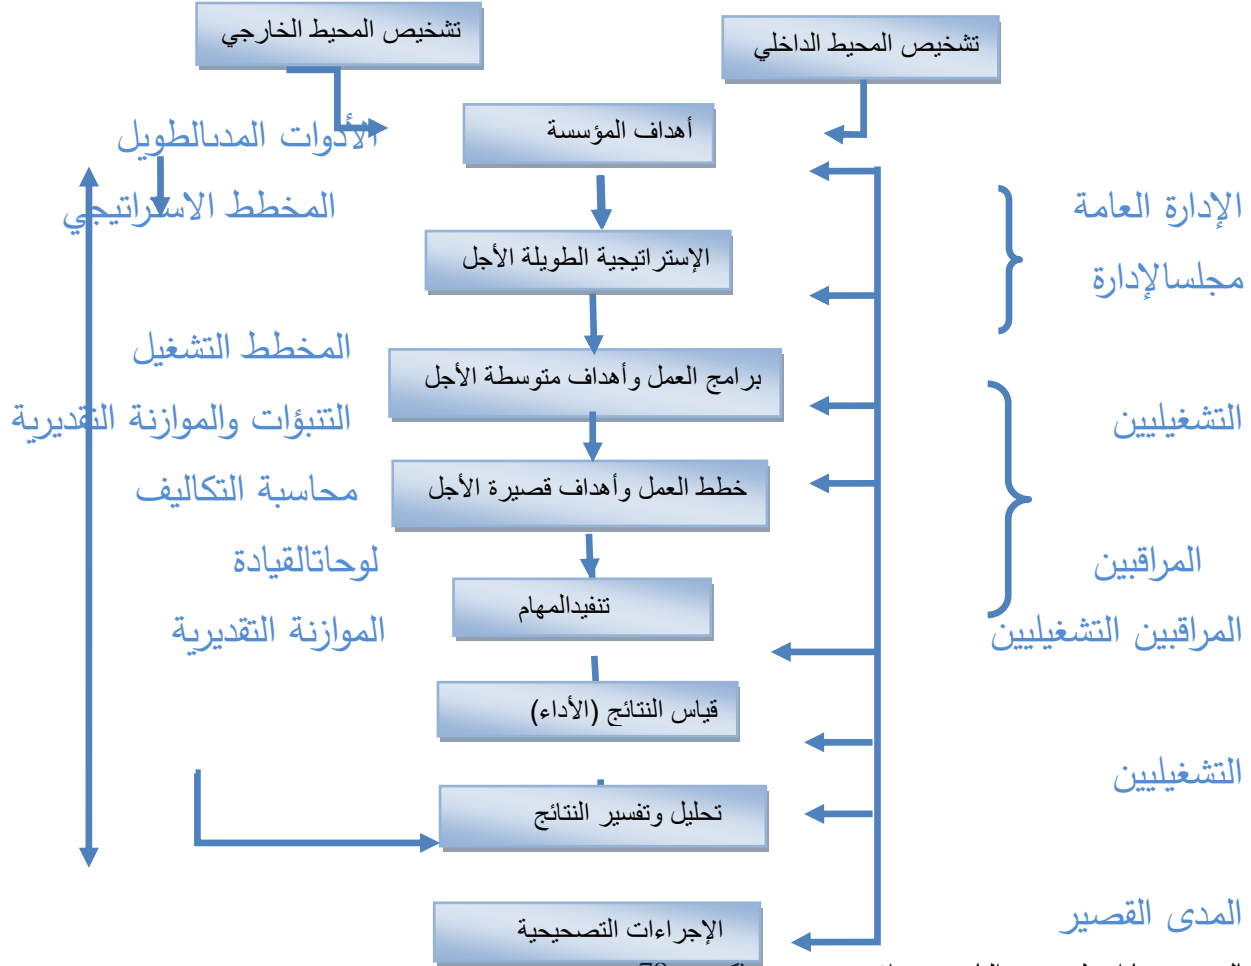 تشخيص المحيط الداخلي
تشخيص المحيط الخارجي
أهداف المؤسسة
الأدوات المدىالطويل
الإدارة العامة
المخطط الاستراتيجي
الإستراتيجية الطويلة الأجل
مجلسالإدارة
المخطط التشغيل
برامج العمل وأهداف متوسطة الأجل
التشغيليين
التنبؤات والموازنة التقديرية
خطط العمل وأهداف قصيرة الأجل
محاسبة التكاليف
المراقبين
لوحاتالقيادة
تنفيدالمهام
المراقبين التشغيليين
الموازنة التقديرية
قياس النتائج (الأداء)
التشغيليين
تحليل وتفسير النتائج
المدى القصير
الإجراءات التصحيحية